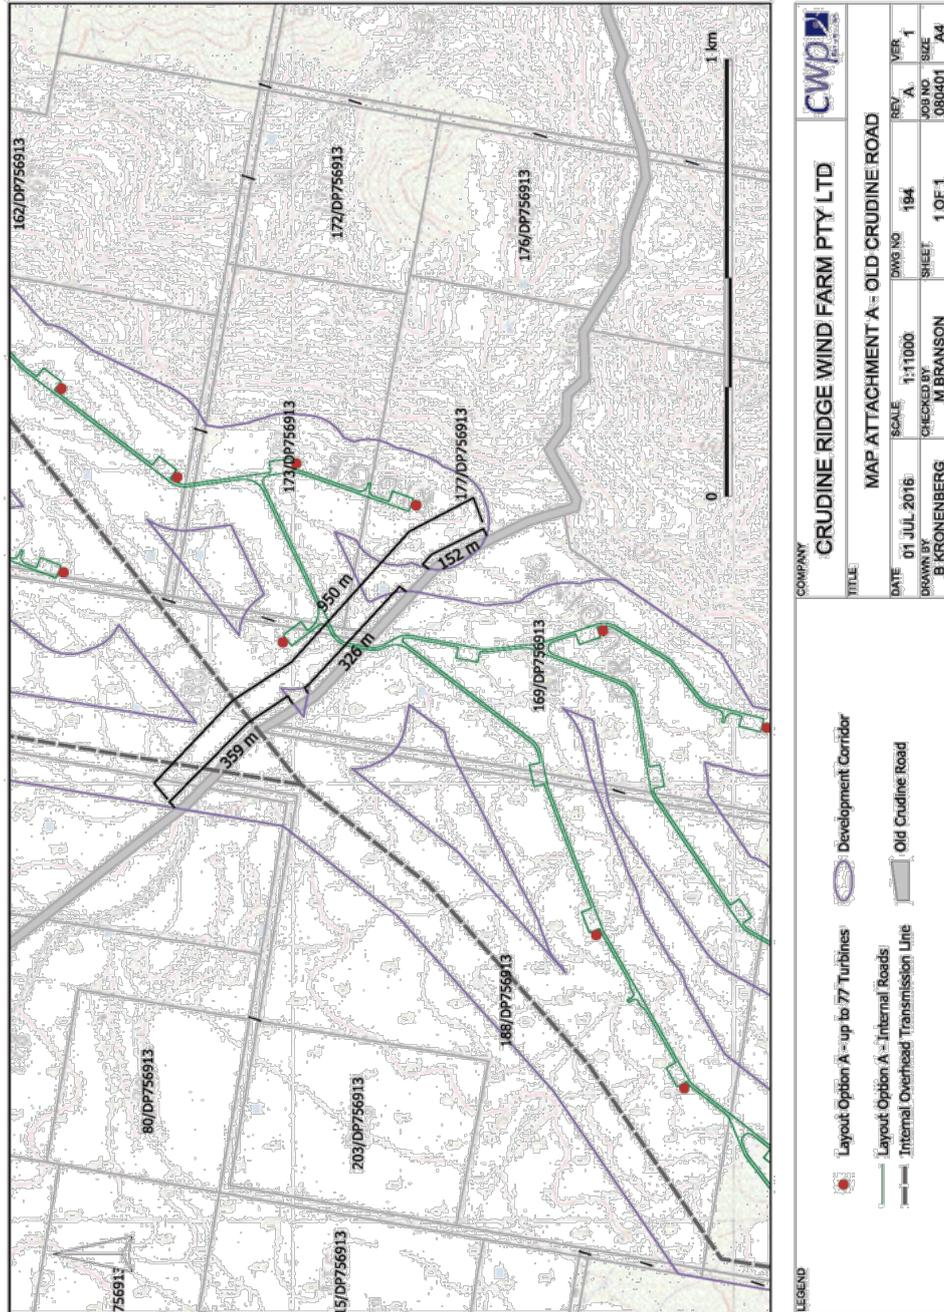 162/DP756913
172/DP756913
176/DP756913
173/DP756913
177/DP756913
169/DP756913
188/DP756913
80/DP756913
203/DP756913
15/DP756913
756913
950 m
152 m
326 m
359 m
0
1 km
LEGEND
Layout Option A - up to 77 Turbines
Layout Option A - Internal Roads
Internal Overhead Transmission Line
Development Corridor
Old Crudine Road
COMPANY
CRUDINE RIDGE WIND FARM PTY LTD
cwp
TITLE
MAP ATTACHMENT A - OLD CRUDINE ROAD
DATE
01 JUL 2016
SCALE
1:11000
DWG NO
194
REV
A
VER
1
DRAWN BY
B KRONENBERG
CHECKED BY
M BRANSON
SHEET
1 OF 1
JOB NO
080401
SIZE
A4